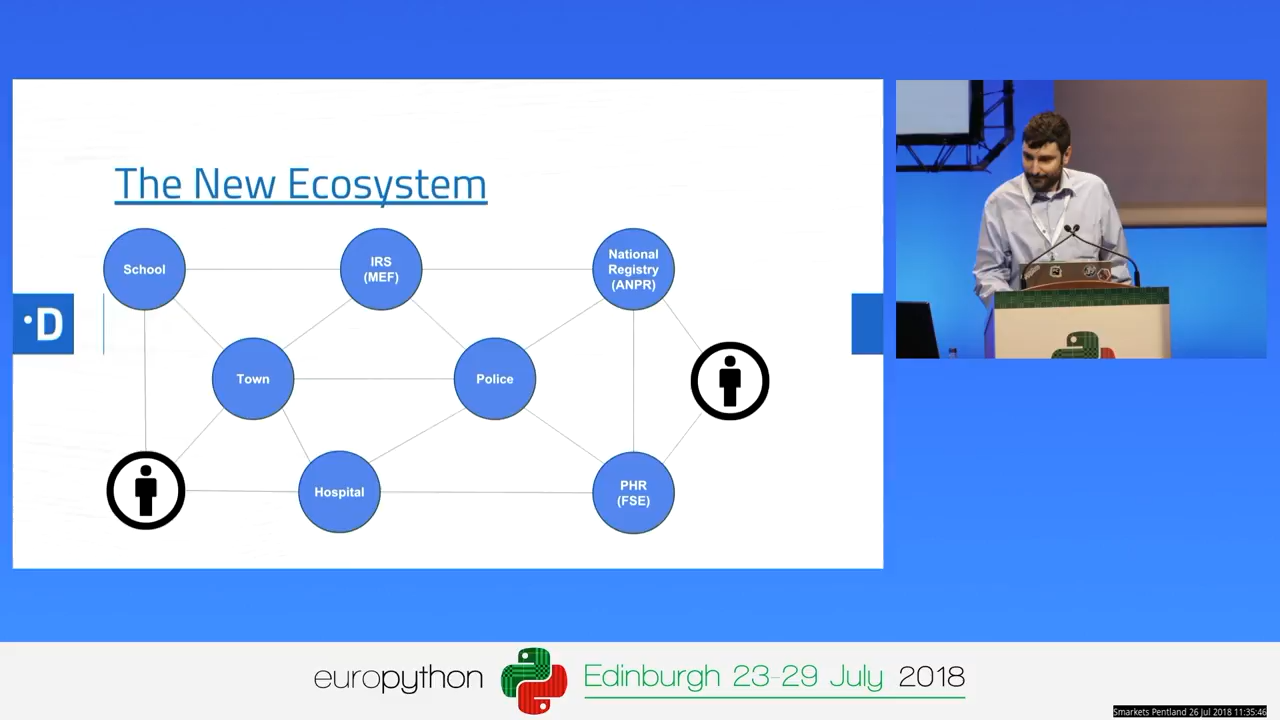 The New Ecosystem
School
IRS
(MEF)
National
Registry
(ANPR)
·D
Town
Police
Hospital
PHR
(FSE)
europython
Edinburgh 23-29 July 2018
Smarkets Pentland 26 Jul 2018 11:35:46